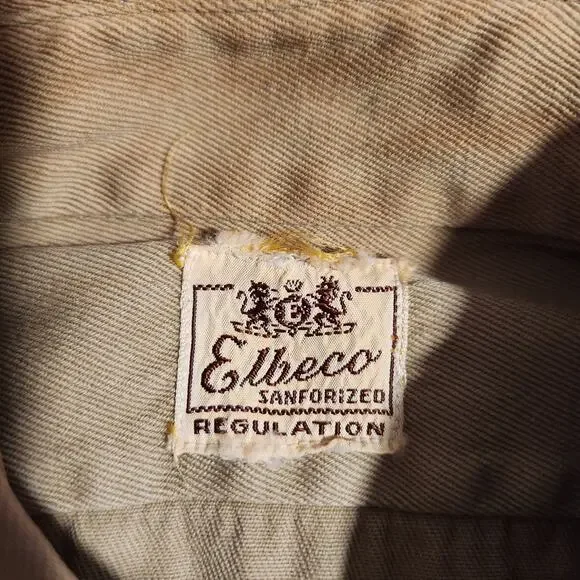 E
Elbeco
SANFORIZED
REGULATION